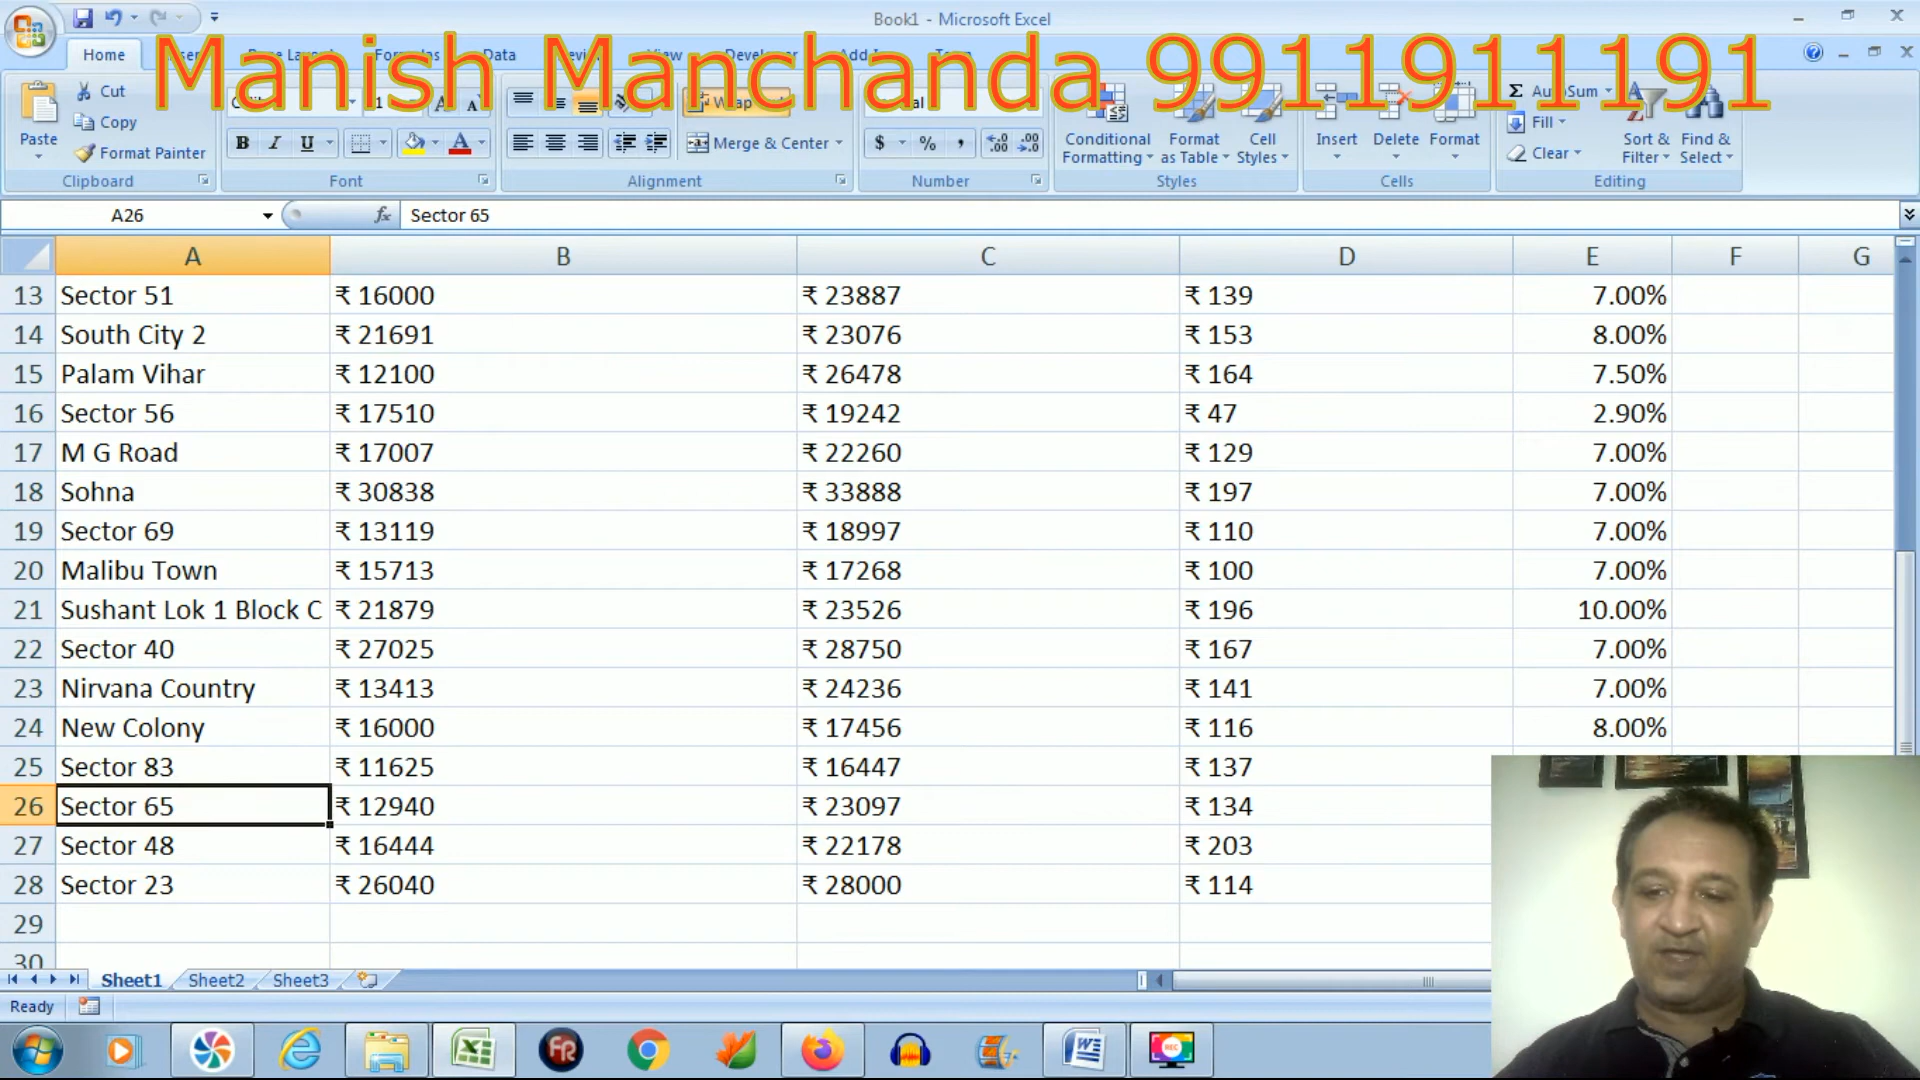 Book1 - Microsoft Excel
Manish Manchanda 9911911191
Home
Data
Developer
Cut
Copy
Paste
Format Painter
Clipboard
B I U
Font
Merge & Center
Alignment
$ % ,
Number
Conditional Formatting
Format as Table
Cell Styles
Styles
Insert
Delete
Format
Cells
Σ AutoSum
Fill
Clear
Sort & Filter
Find & Select
Editing
A26 fx Sector 65
A B C D E F G
13 Sector 51 ₹ 16000 ₹ 23887 ₹ 139 7.00%
14 South City 2 ₹ 21691 ₹ 23076 ₹ 153 8.00%
15 Palam Vihar ₹ 12100 ₹ 26478 ₹ 164 7.50%
16 Sector 56 ₹ 17510 ₹ 19242 ₹ 47 2.90%
17 M G Road ₹ 17007 ₹ 22260 ₹ 129 7.00%
18 Sohna ₹ 30838 ₹ 33888 ₹ 197 7.00%
19 Sector 69 ₹ 13119 ₹ 18997 ₹ 110 7.00%
20 Malibu Town ₹ 15713 ₹ 17268 ₹ 100 7.00%
21 Sushant Lok 1 Block C ₹ 21879 ₹ 23526 ₹ 196 10.00%
22 Sector 40 ₹ 27025 ₹ 28750 ₹ 167 7.00%
23 Nirvana Country ₹ 13413 ₹ 24236 ₹ 141 7.00%
24 New Colony ₹ 16000 ₹ 17456 ₹ 116 8.00%
25 Sector 83 ₹ 11625 ₹ 16447 ₹ 137
26 Sector 65 ₹ 12940 ₹ 23097 ₹ 134
27 Sector 48 ₹ 16444 ₹ 22178 ₹ 203
28 Sector 23 ₹ 26040 ₹ 28000 ₹ 114
29
30
Sheet1 Sheet2 Sheet3
Ready
FR
REC